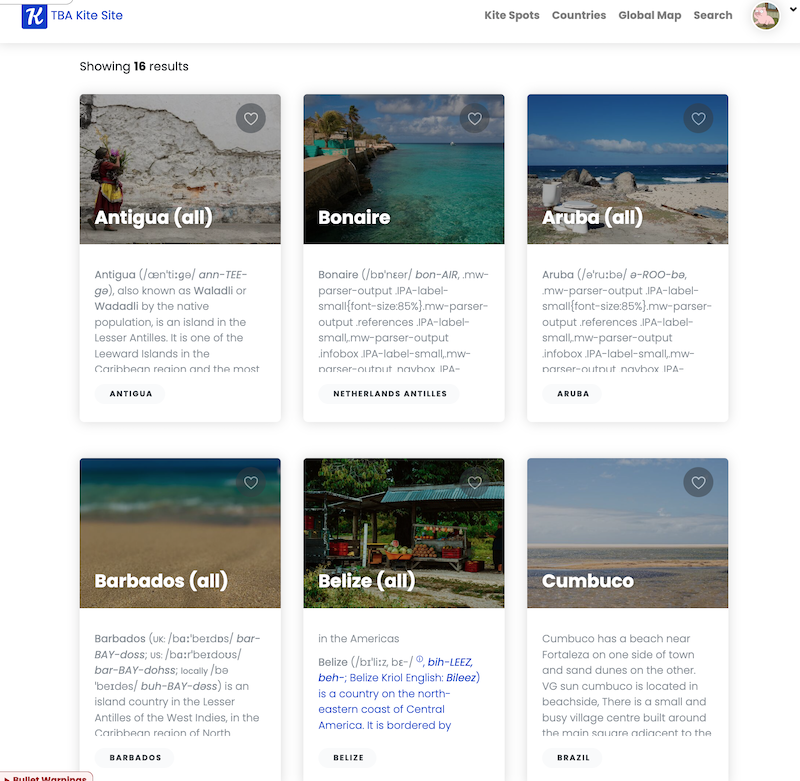 K TBA Kite Site
Kite Spots Countries Global Map Search
Showing 16 results
Antigua (all)
Bonaire
Aruba (all)
Antigua (/ænˈtiːɡə/ ann-TEE-
gə), also known as Waladli or
Wadadli by the native
population, is an island in the
Lesser Antilles. It is one of the
Leeward Islands in the
Caribbean region and the most
ANTIGUA
Bonaire (/bɒˈnɛər/ bon-AIR, .mw-
parser-output .IPA-label-
small{font-size:85%}.mw-parser-
output .references .IPA-label-
small,.mw-parser-output
.infobox .IPA-label-small,.mw-
parser-output .navbox .IPA-
NETHERLANDS ANTILLES
Aruba (/əˈruːbə/ ə-ROO-bə,
.mw-parser-output .IPA-label-
small{font-size:85%}.mw-parser-
output .references .IPA-label-
small,.mw-parser-output
.infobox .IPA-label-small,.mw-
parser-output .navbox .IPA-
ARUBA
Barbados (all)
Belize (all)
Cumbuco
Barbados (UK: /bɑːˈbeɪdɒs/ bar-
BAY-doss; US: /bɑːrˈbeɪdoʊs/
bar-BAY-dohss; locally /bə
ˈbeɪdəs/ buh-BAY-dəss) is an
island country in the Lesser
Antilles of the West Indies, in the
Caribbean region of North
BARBADOS
in the Americas
Belize (/bɪˈliːz, bɛ-/ ⓘ, bih-LEEZ,
beh-; Belize Kriol English: Bileez)
is a country on the north-
eastern coast of Central
America. It is bordered by
BELIZE
Cumbuco has a beach near
Fortaleza on one side of town
and sand dunes on the other.
VG sun cumbuco is located in
beachside, There is a small and
busy village centre built around
the main square adjacent to the
BRAZIL
Bullet Warnings